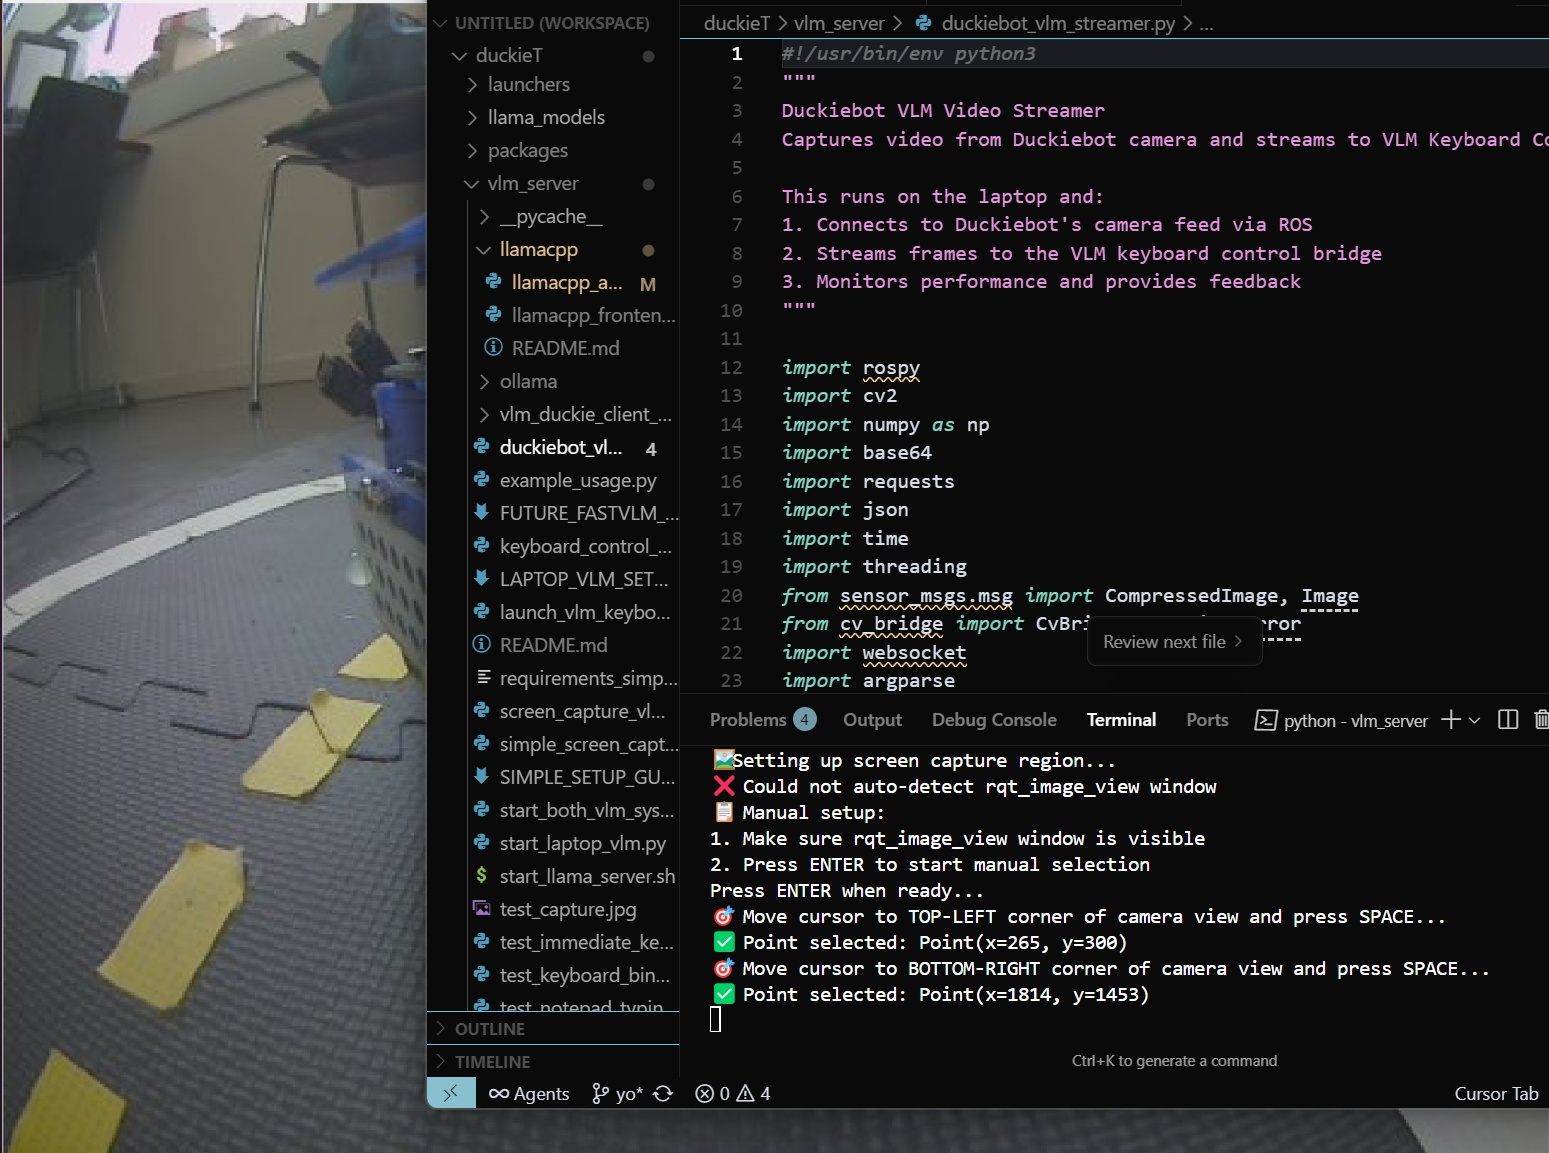 UNTITLED (WORKSPACE)
duckieT
launchers
llama_models
packages
vlm_server
__pycache__
llamacpp
llamacpp_a... M
llamacpp_fronten...
README.md
ollama
vlm_duckie_client_...
duckiebot_vl... 4
example_usage.py
FUTURE_FASTVLM_...
keyboard_control_...
LAPTOP_VLM_SET...
launch_vlm_keybo...
README.md
requirements_simp...
screen_capture_vl...
simple_screen_capt...
SIMPLE_SETUP_GU...
start_both_vlm_sys...
start_laptop_vlm.py
start_llama_server.sh
test_capture.jpg
test_immediate_ke...
test_keyboard_bin...
test_notepad_typin
OUTLINE
TIMELINE
duckieT > vlm_server > duckiebot_vlm_streamer.py > ...
1 #!/usr/bin/env python3
2 """
3 Duckiebot VLM Video Streamer
4 Captures video from Duckiebot camera and streams to VLM Keyboard Co
5
6 This runs on the laptop and:
7 1. Connects to Duckiebot's camera feed via ROS
8 2. Streams frames to the VLM keyboard control bridge
9 3. Monitors performance and provides feedback
10 """
11
12 import rospy
13 import cv2
14 import numpy as np
15 import base64
16 import requests
17 import json
18 import time
19 import threading
20 from sensor_msgs.msg import CompressedImage, Image
21 from cv_bridge import CvBri rror
Review next file >
22 import websocket
23 import argparse
Problems 4 Output Debug Console Terminal Ports python - vlm_server
Setting up screen capture region...
❌ Could not auto-detect rqt_image_view window
📋 Manual setup:
1. Make sure rqt_image_view window is visible
2. Press ENTER to start manual selection
Press ENTER when ready...
🎯 Move cursor to TOP-LEFT corner of camera view and press SPACE...
✅ Point selected: Point(x=265, y=300)
🎯 Move cursor to BOTTOM-RIGHT corner of camera view and press SPACE...
✅ Point selected: Point(x=1814, y=1453)
Ctrl+K to generate a command
Agents yo* 0 4 Cursor Tab